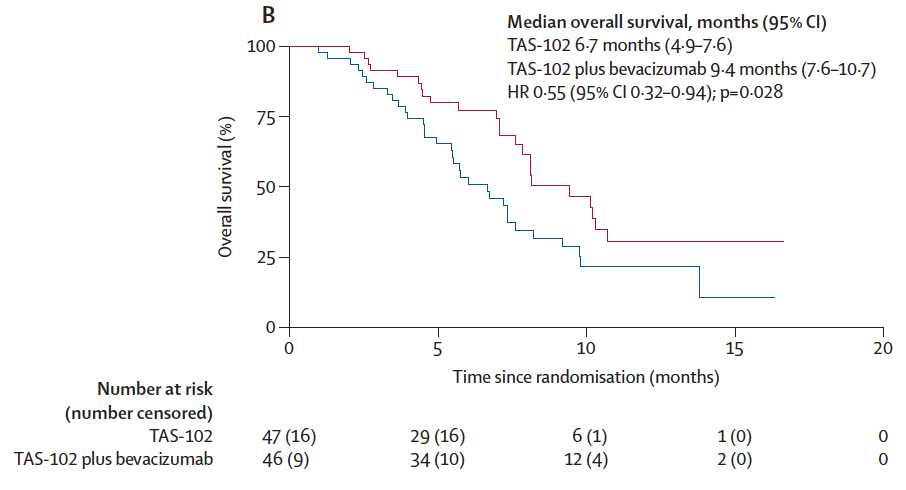 B
Median overall survival, months (95% CI)
TAS-102 6·7 months (4·9–7·6)
TAS-102 plus bevacizumab 9·4 months (7·6–10·7)
HR 0·55 (95% CI 0·32–0·94); p=0·028
Overall survival (%)
100
75
50
25
0
0 5 10 15 20
Time since randomisation (months)
Number at risk
(number censored)
TAS-102 47 (16) 29 (16) 6 (1) 1 (0) 0
TAS-102 plus bevacizumab 46 (9) 34 (10) 12 (4) 2 (0) 0